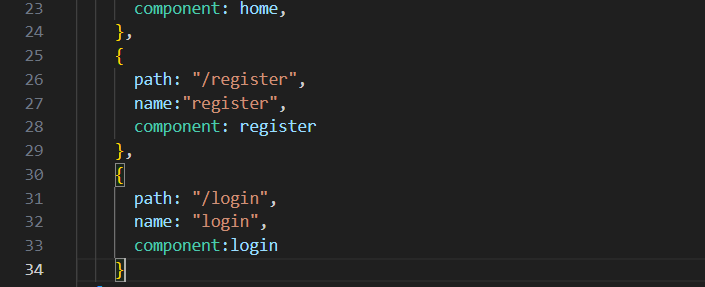 23 component: home,
24 },
25 {
26 path: "/register",
27 name:"register",
28 component: register
29 },
30 {
31 path: "/login",
32 name: "login",
33 component:login
34 }